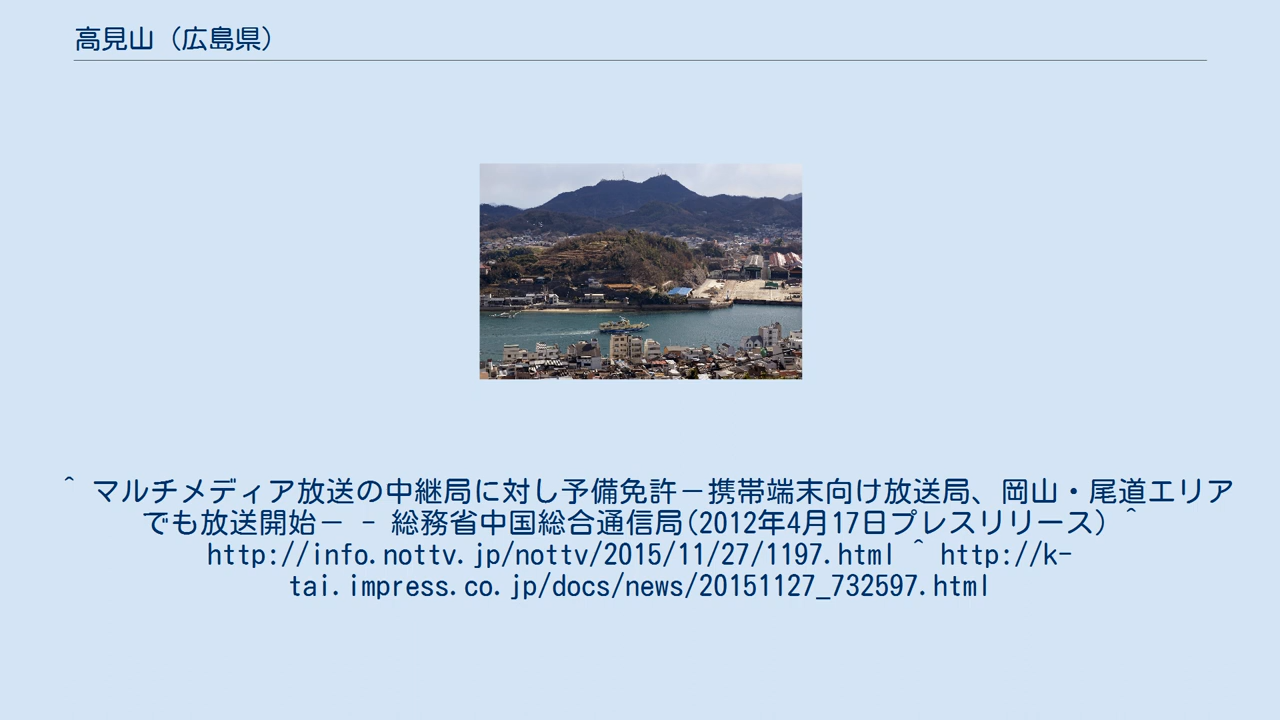 高見山（広島県）
^ マルチメディア放送の中継局に対し予備免許－携帯端末向け放送局、岡山・尾道エリア
でも放送開始－ - 総務省中国総合通信局(2012年4月17日プレスリリース) ^
http://info.nottv.jp/nottv/2015/11/27/1197.html ^ http://k-
tai.impress.co.jp/docs/news/20151127_732597.html